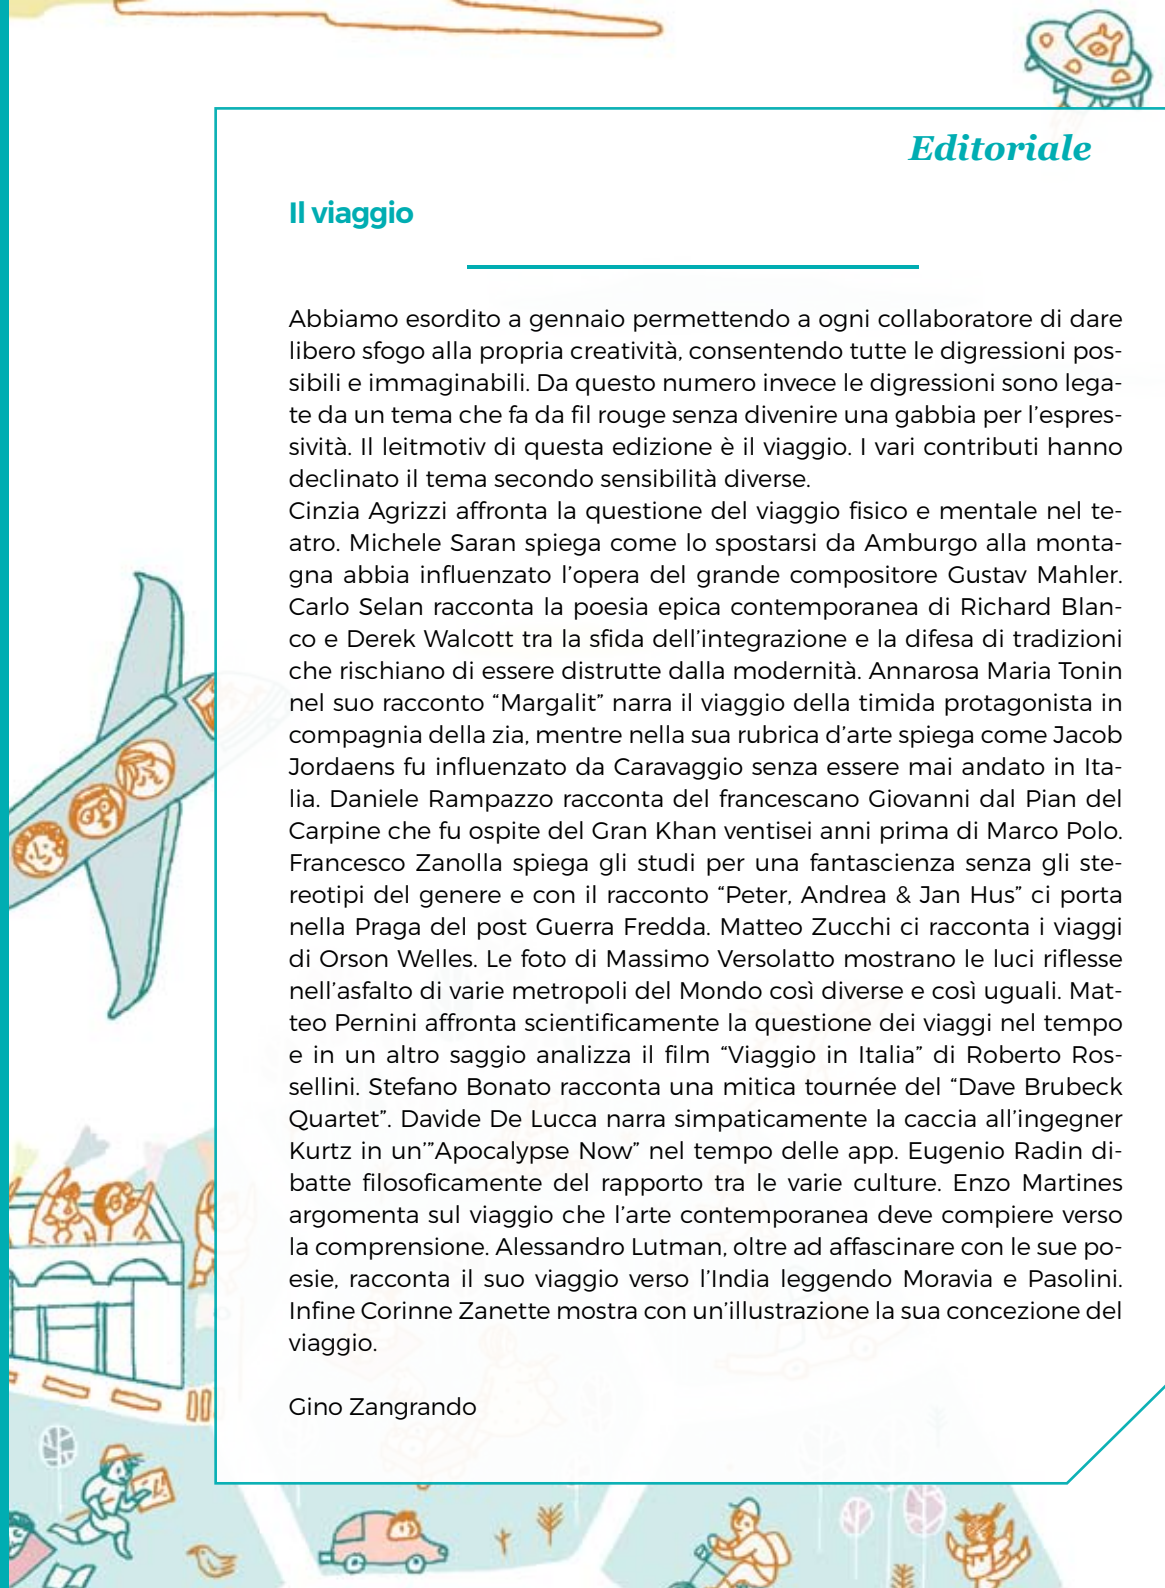 Editoriale
Il viaggio
Abbiamo esordito a gennaio permettendo a ogni collaboratore di dare
libero sfogo alla propria creatività, consentendo tutte le digressioni pos-
sibili e immaginabili. Da questo numero invece le digressioni sono lega-
te da un tema che fa da fil rouge senza divenire una gabbia per l'espres-
sività. Il leitmotiv di questa edizione è il viaggio. I vari contributi hanno
declinato il tema secondo sensibilità diverse.
Cinzia Agrizzi affronta la questione del viaggio fisico e mentale nel te-
atro. Michele Saran spiega come lo spostarsi da Amburgo alla monta-
gna abbia influenzato l'opera del grande compositore Gustav Mahler.
Carlo Selan racconta la poesia epica contemporanea di Richard Blan-
co e Derek Walcott tra la sfida dell'integrazione e la difesa di tradizioni
che rischiano di essere distrutte dalla modernità. Annarosa Maria Tonin
nel suo racconto “Margalit” narra il viaggio della timida protagonista in
compagnia della zia, mentre nella sua rubrica d'arte spiega come Jacob
Jordaens fu influenzato da Caravaggio senza essere mai andato in Ita-
lia. Daniele Rampazzo racconta del francescano Giovanni dal Pian del
Carpine che fu ospite del Gran Khan ventisei anni prima di Marco Polo.
Francesco Zanolla spiega gli studi per una fantascienza senza gli ste-
reotipi del genere e con il racconto “Peter, Andrea & Jan Hus” ci porta
nella Praga del post Guerra Fredda. Matteo Zucchi ci racconta i viaggi
di Orson Welles. Le foto di Massimo Versolatto mostrano le luci riflesse
nell'asfalto di varie metropoli del Mondo così diverse e così uguali. Mat-
teo Pernini affronta scientificamente la questione dei viaggi nel tempo
e in un altro saggio analizza il film “Viaggio in Italia” di Roberto Ros-
sellini. Stefano Bonato racconta una mitica tournée del “Dave Brubeck
Quartet”. Davide De Lucca narra simpaticamente la caccia all'ingegner
Kurtz in un'”Apocalypse Now” nel tempo delle app. Eugenio Radin di-
batte filosoficamente del rapporto tra le varie culture. Enzo Martines
argomenta sul viaggio che l'arte contemporanea deve compiere verso
la comprensione. Alessandro Lutman, oltre ad affascinare con le sue po-
esie, racconta il suo viaggio verso l'India leggendo Moravia e Pasolini.
Infine Corinne Zanette mostra con un'illustrazione la sua concezione del
viaggio.
Gino Zangrando